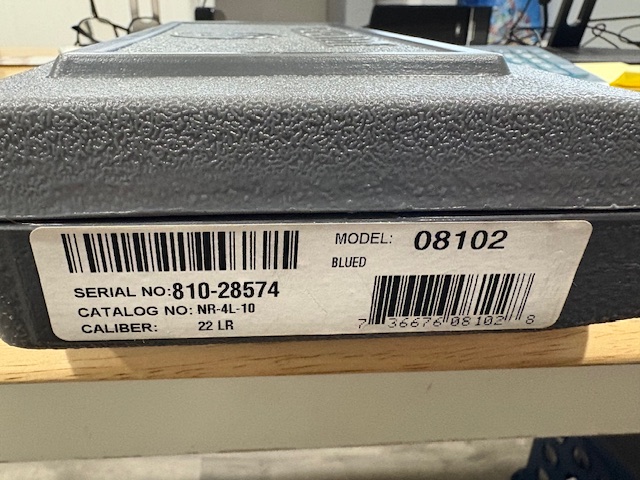 MODEL: 08102
BLUED
SERIAL NO:810-28574
CATALOG NO: NR-4L-10
CALIBER: 22 LR
7 36676 08102 8